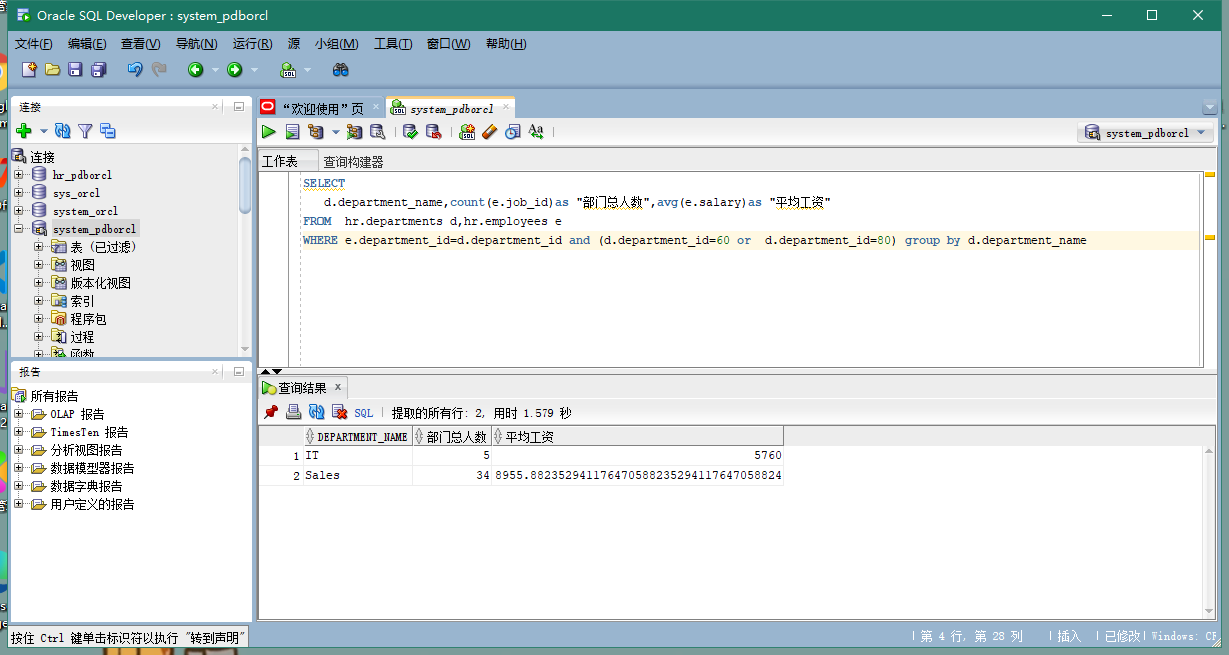 Oracle SQL Developer : system_pdborcl
文件(F) 编辑(E) 查看(V) 导航(N) 运行(R) 源 小组(M) 工具(T) 窗口(W) 帮助(H)
连接
连接
hr_pdborcl
sys_orcl
system_orcl
system_pdborcl
表 (已过滤)
视图
版本化视图
索引
程序包
过程
函数
报告
所有报告
OLAP 报告
TimesTen 报告
分析视图报告
数据模型器报告
数据字典报告
用户定义的报告
“欢迎使用”页
system_pdborcl
system_pdborcl
工作表 查询构建器
SELECT
d.department_name,count(e.job_id)as "部门总人数",avg(e.salary)as "平均工资"
FROM  hr.departments d,hr.employees e
WHERE e.department_id=d.department_id and (d.department_id=60 or  d.department_id=80) group by d.department_name
查询结果
SQL | 提取的所有行: 2, 用时 1.579 秒
DEPARTMENT_NAME 部门总人数 平均工资
1 IT 5 5760
2 Sales 34 8955.88235294117647058823529411764705 8824
按住 Ctrl 键单击标识符以执行 "转到声明"
第 4 行, 第 28 列 | 插入 | 已修改 | Windows: CR